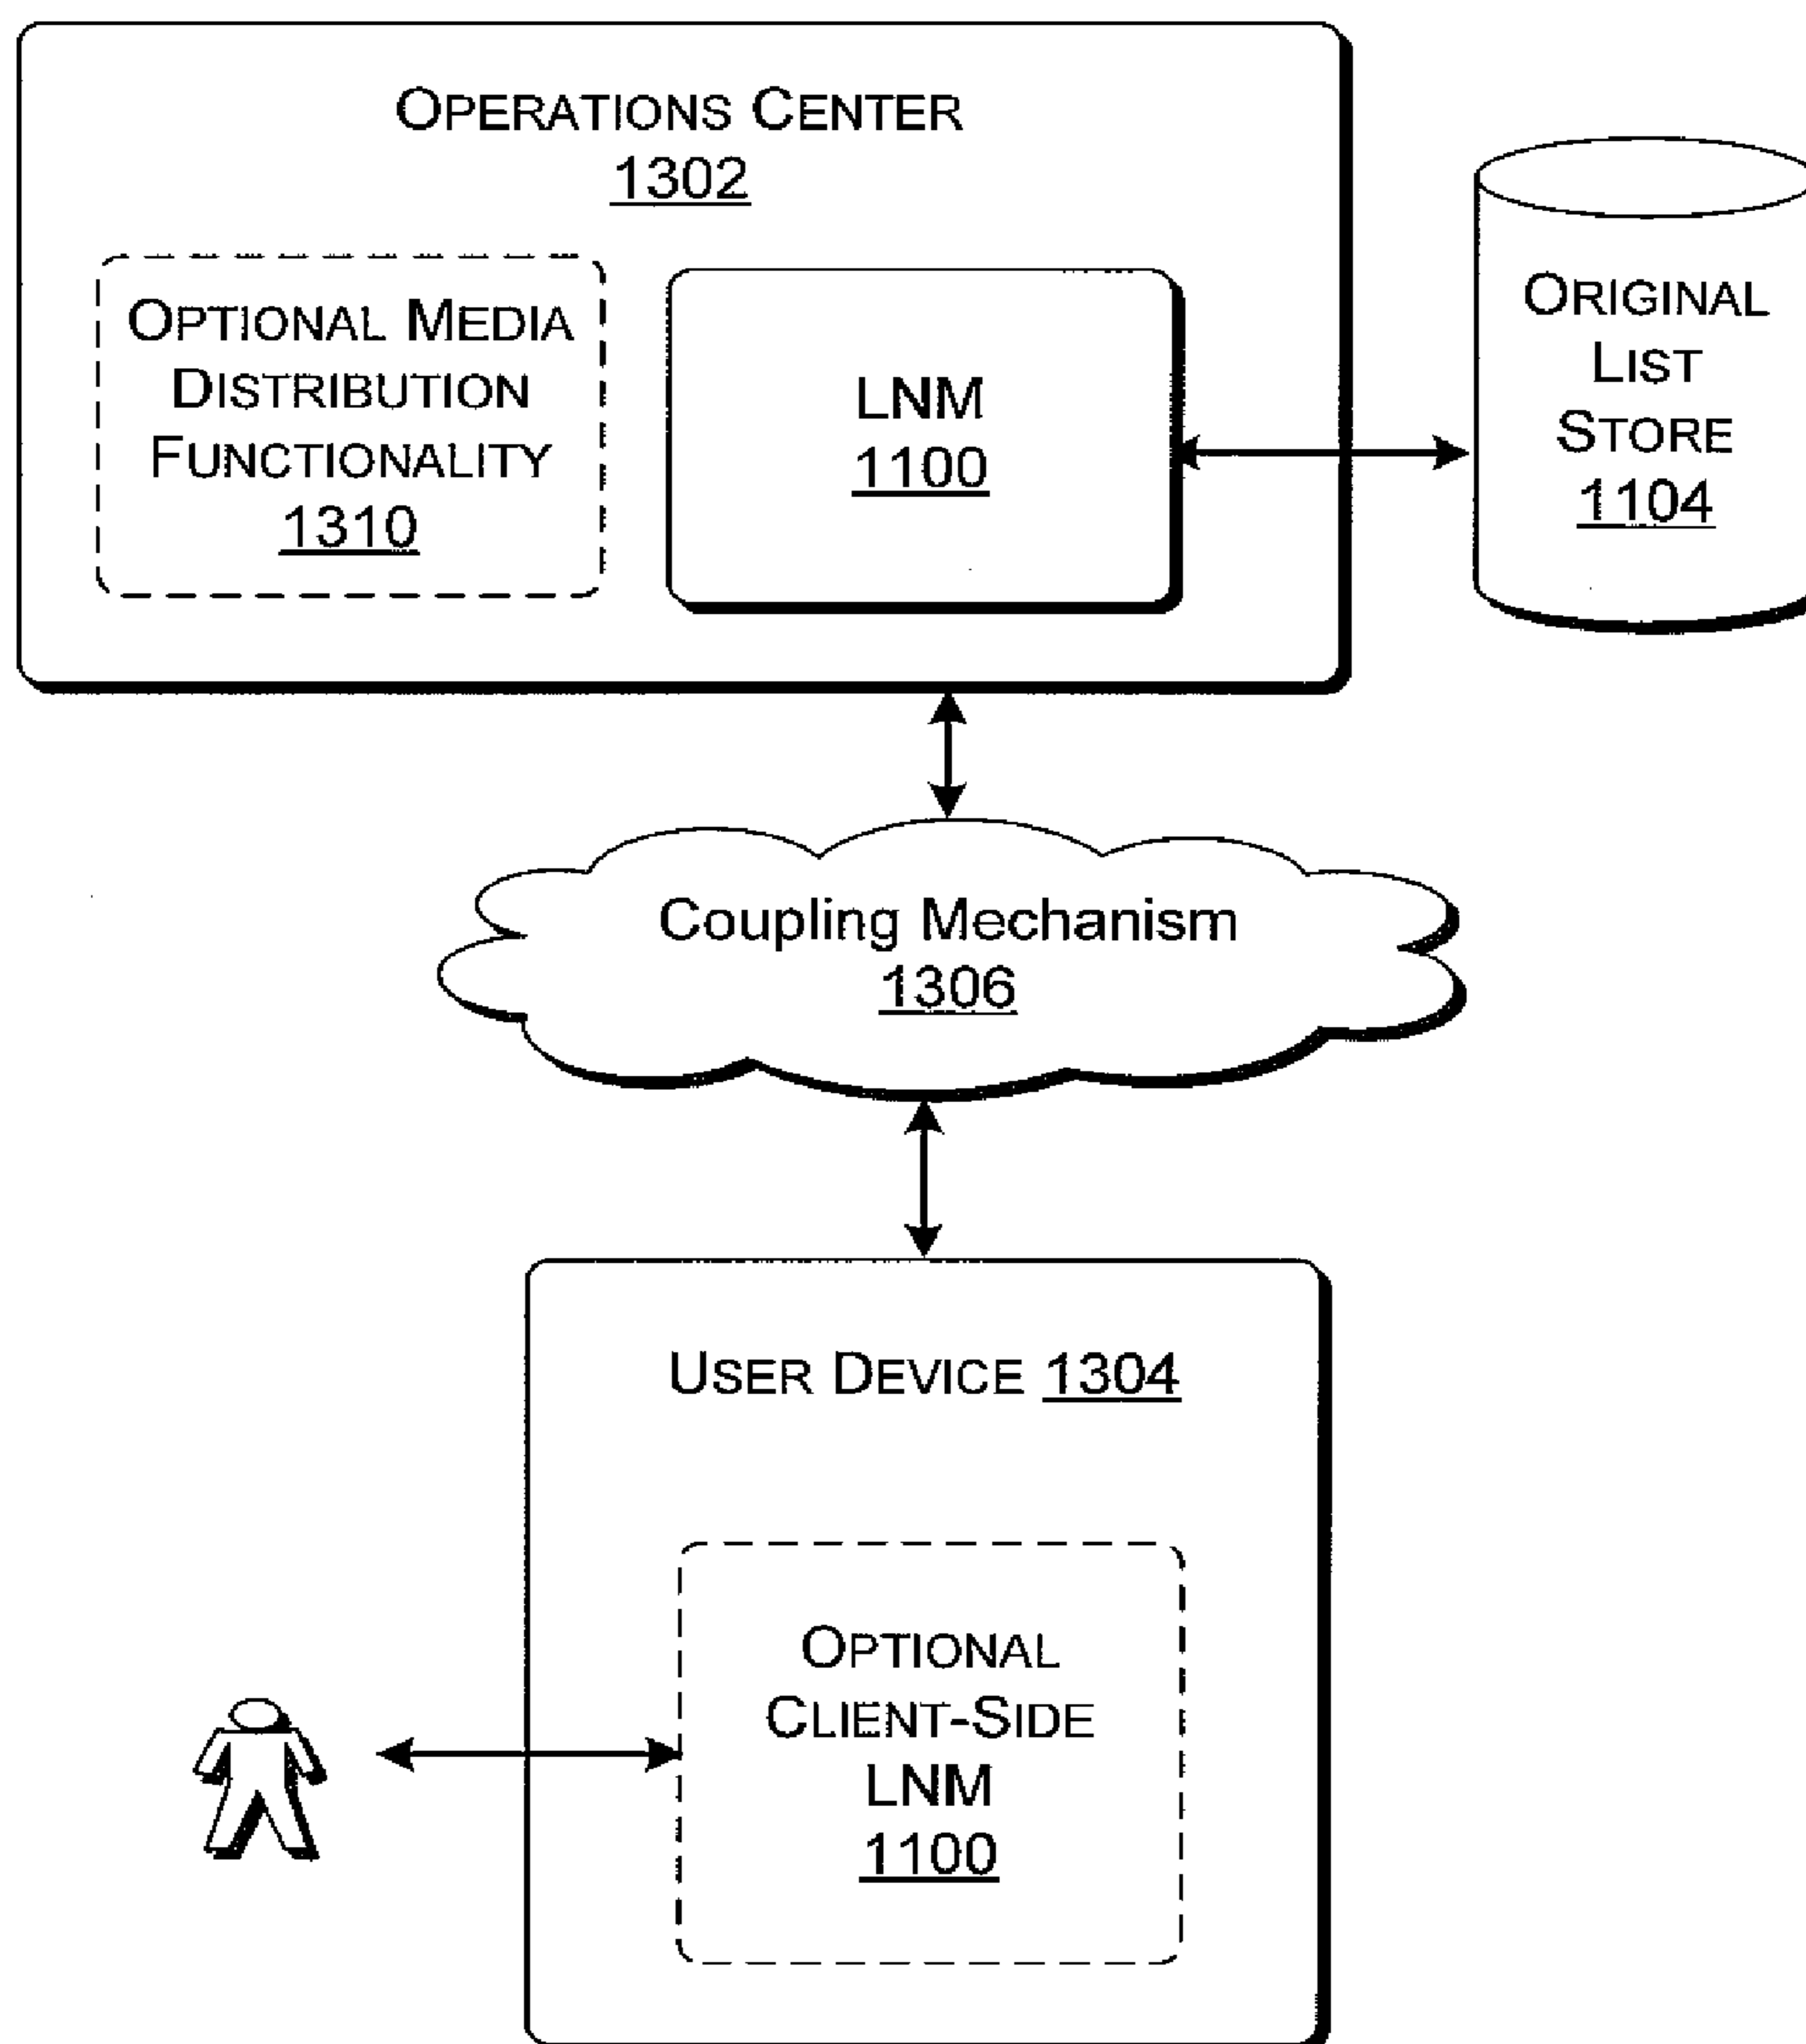 OPERATIONS CENTER
1302
OPTIONAL MEDIA
DISTRIBUTION
FUNCTIONALITY
1310
LNM
1100
ORIGINAL
LIST
STORE
1104
Coupling Mechanism
1306
USER DEVICE 1304
OPTIONAL
CLIENT-SIDE
LNM
1100